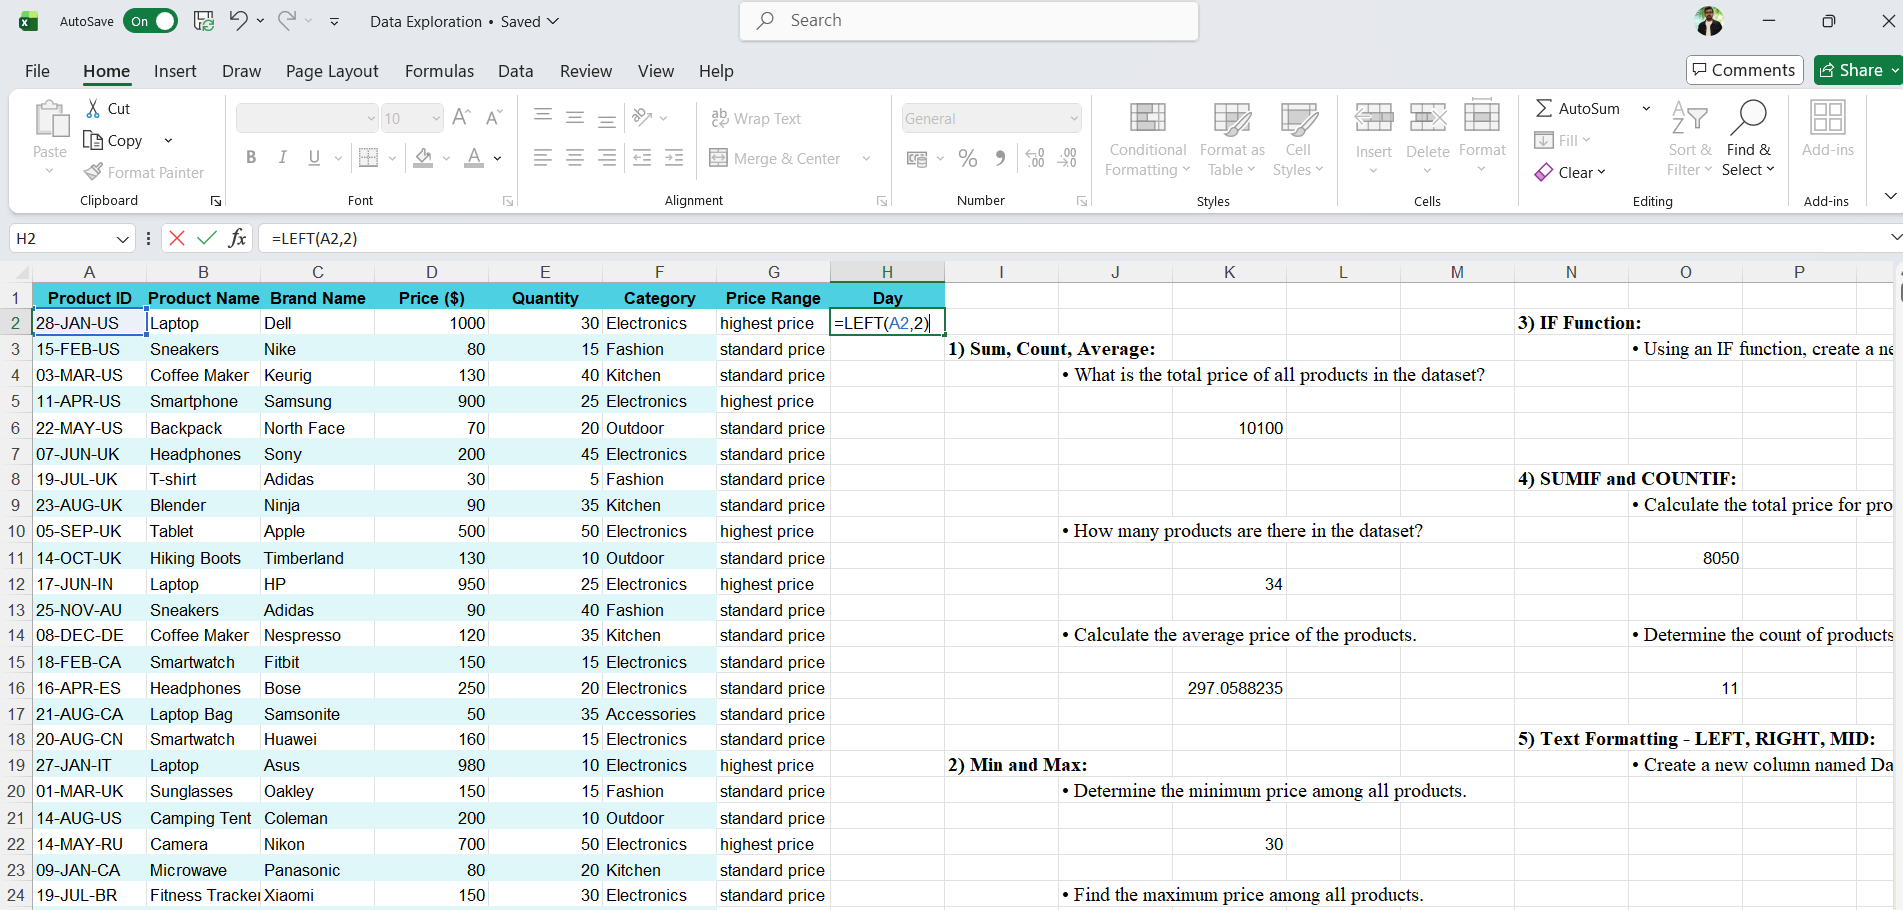 AutoSave On Data Exploration • Saved Search
File Home Insert Draw Page Layout Formulas Data Review View Help Comments Share
Paste Cut Copy Format Painter Clipboard
10 B I U A Font
Wrap Text Merge & Center Alignment
General % Number
Conditional Formatting Format as Table Cell Styles Styles
Insert Delete Format Cells
AutoSum Fill Clear Sort & Filter Find & Select Editing
Add-ins Add-ins
H2 fx =LEFT(A2,2)
A B C D E F G H I J K L M N O P
1 Product ID Product Name Brand Name Price ($) Quantity Category Price Range Day
2 28-JAN-US Laptop Dell 1000 30 Electronics highest price =LEFT(A2,2) 3) IF Function:
3 15-FEB-US Sneakers Nike 80 15 Fashion standard price 1) Sum, Count, Average: • Using an IF function, create a ne
4 03-MAR-US Coffee Maker Keurig 130 40 Kitchen standard price • What is the total price of all products in the dataset?
5 11-APR-US Smartphone Samsung 900 25 Electronics highest price
6 22-MAY-US Backpack North Face 70 20 Outdoor standard price 10100
7 07-JUN-UK Headphones Sony 200 45 Electronics standard price
8 19-JUL-UK T-shirt Adidas 30 5 Fashion standard price 4) SUMIF and COUNTIF:
9 23-AUG-UK Blender Ninja 90 35 Kitchen standard price • Calculate the total price for pro
10 05-SEP-UK Tablet Apple 500 50 Electronics highest price • How many products are there in the dataset?
11 14-OCT-UK Hiking Boots Timberland 130 10 Outdoor standard price 8050
12 17-JUN-IN Laptop HP 950 25 Electronics highest price 34
13 25-NOV-AU Sneakers Adidas 90 40 Fashion standard price
14 08-DEC-DE Coffee Maker Nespresso 120 35 Kitchen standard price • Calculate the average price of the products. • Determine the count of products
15 18-FEB-CA Smartwatch Fitbit 150 15 Electronics standard price
16 16-APR-ES Headphones Bose 250 20 Electronics standard price 297.0588235 11
17 21-AUG-CA Laptop Bag Samsonite 50 35 Accessories standard price
18 20-AUG-CN Smartwatch Huawei 160 15 Electronics standard price 5) Text Formatting - LEFT, RIGHT, MID:
19 27-JAN-IT Laptop Asus 980 10 Electronics highest price 2) Min and Max: • Create a new column named Da
20 01-MAR-UK Sunglasses Oakley 150 15 Fashion standard price • Determine the minimum price among all products.
21 14-AUG-US Camping Tent Coleman 200 10 Outdoor standard price
22 14-MAY-RU Camera Nikon 700 50 Electronics highest price 30
23 09-JAN-CA Microwave Panasonic 80 20 Kitchen standard price
24 19-JUL-BR Fitness Tracker Xiaomi 150 30 Electronics standard price • Find the maximum price among all products.